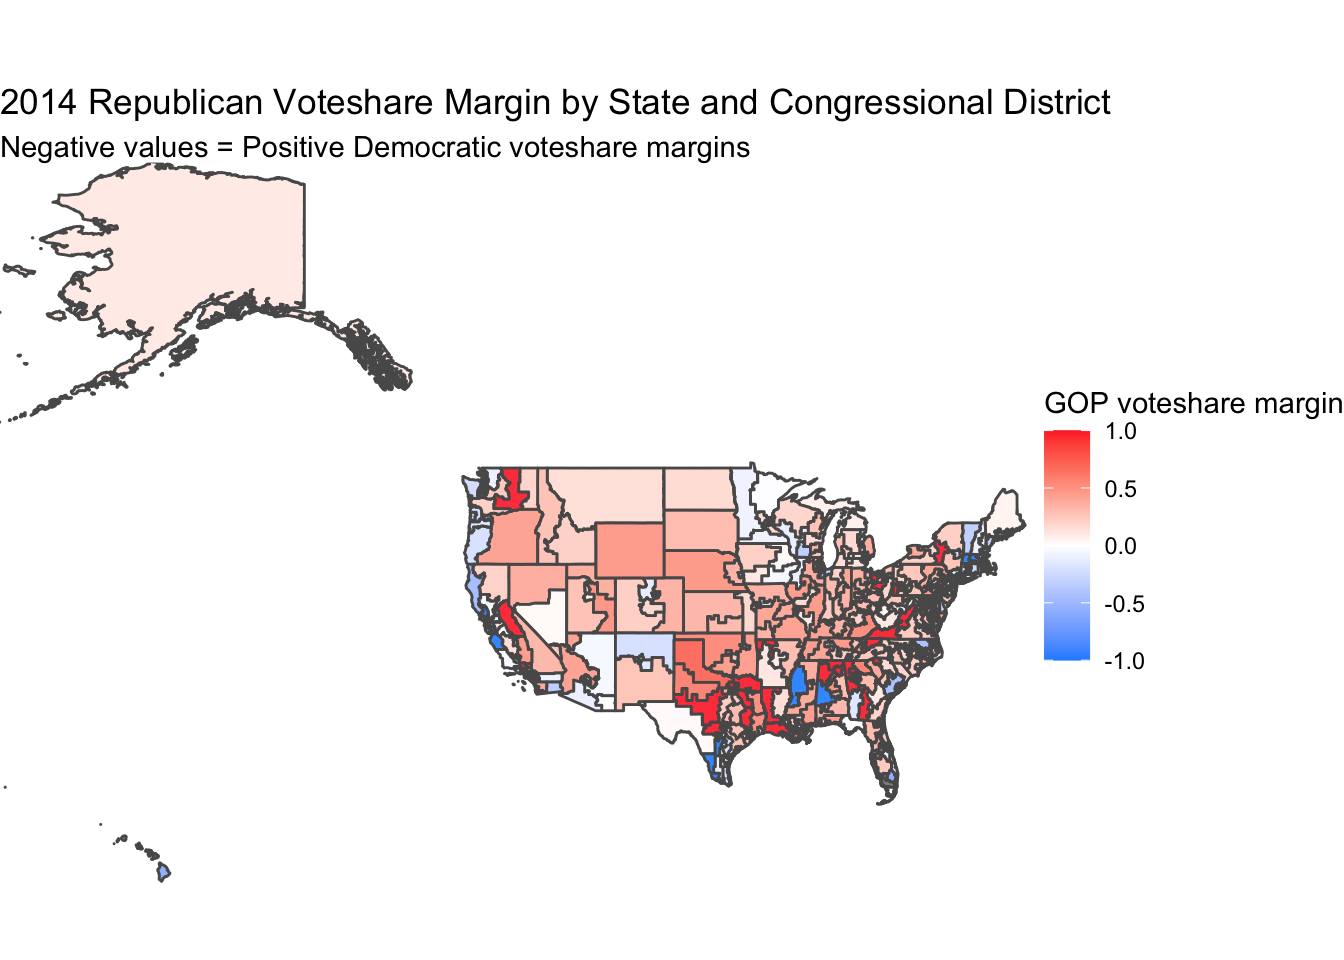 2014 Republican Voteshare Margin by State and Congressional District
Negative values = Positive Democratic voteshare margins
GOP voteshare margin
1.0
0.5
0.0
-0.5
-1.0